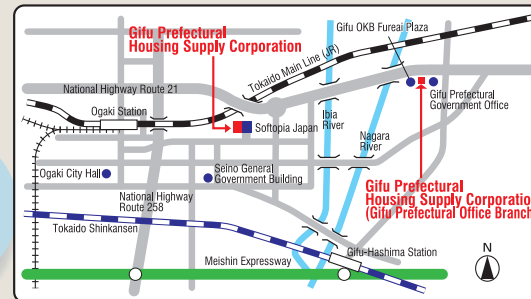 Gifu OKB Fureai Plaza
Gifu Prefectural
Housing Supply Corporation
Tokaido Main Line (JR)
National Highway Route 21
Gifu Prefectural
Government Office
Ogaki Station
Softopia Japan
Ibia
River
Nagara
River
Ogaki City Hall
Seino General
Government Building
Gifu Prefectural
Housing Supply Corporatio
(Gifu Prefectural Office Branch
National Highway
Route 258
Tokaido Shinkansen
Gifu-Hashima Station
Meishin Expressway
N